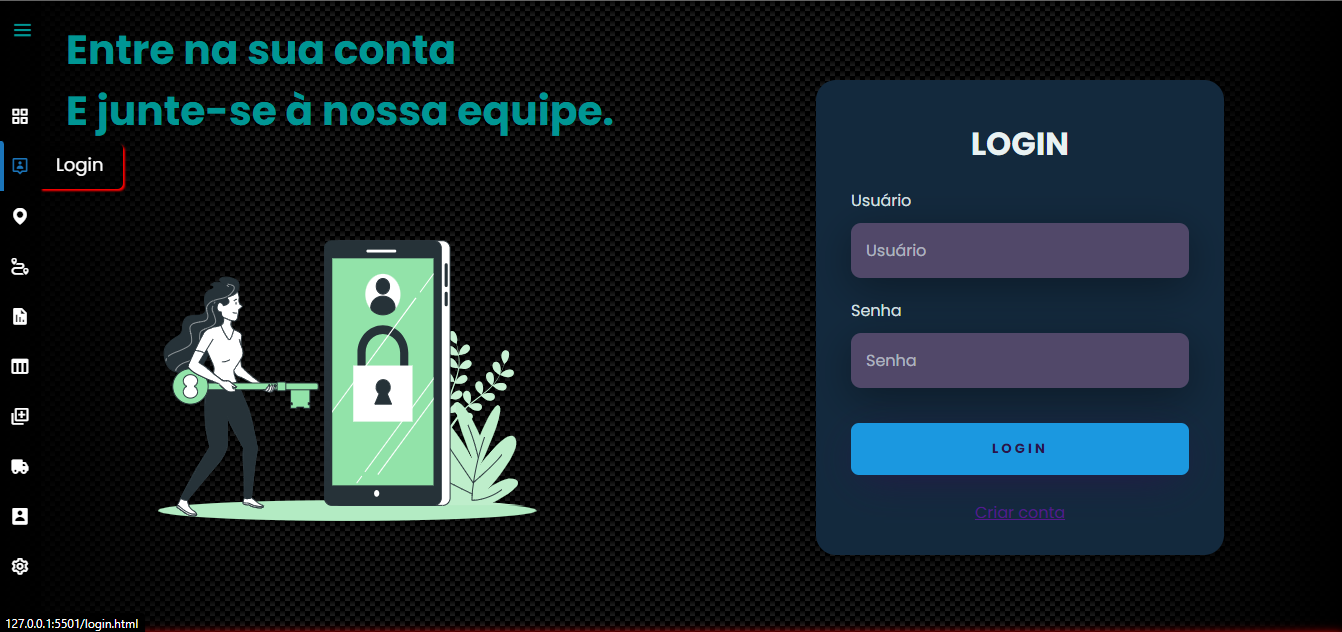 Entre na sua conta
E junte-se à nossa equipe.
Login
LOGIN
Usuário
Usuário
Senha
Senha
LOGIN
Criar conta
127.0.0.1:5501/login.html